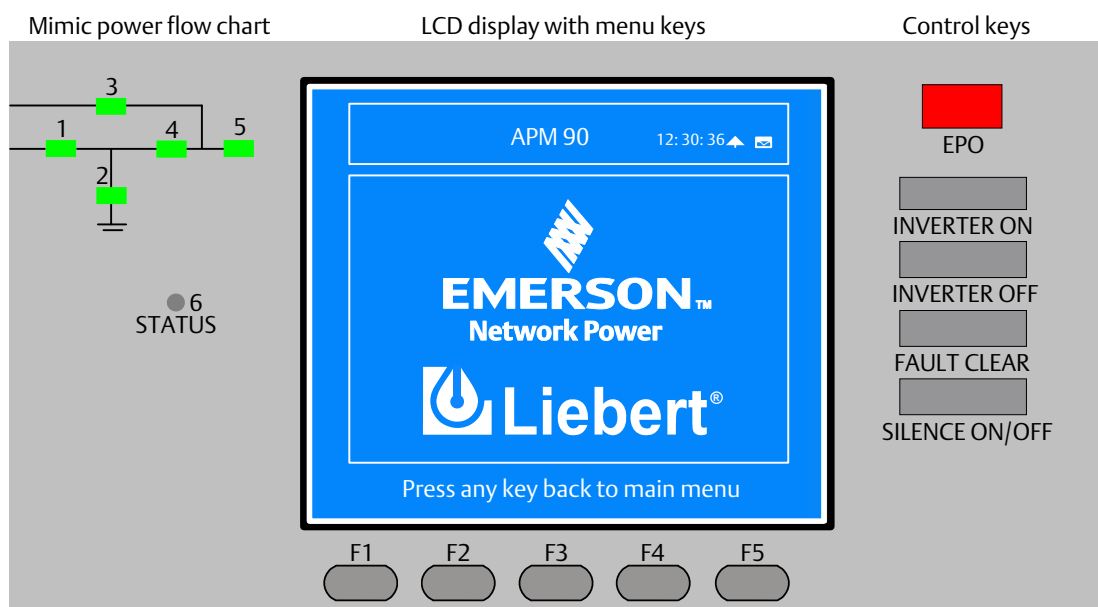 Mimic power flow chart
LCD display with menu keys
Control keys
3
1
4
5
2
6
STATUS
APM 90
12: 30: 36
EMERSON™
Network Power
Liebert®
Press any key back to main menu
F1
F2
F3
F4
F5
EPO
INVERTER ON
INVERTER OFF
FAULT CLEAR
SILENCE ON/OFF